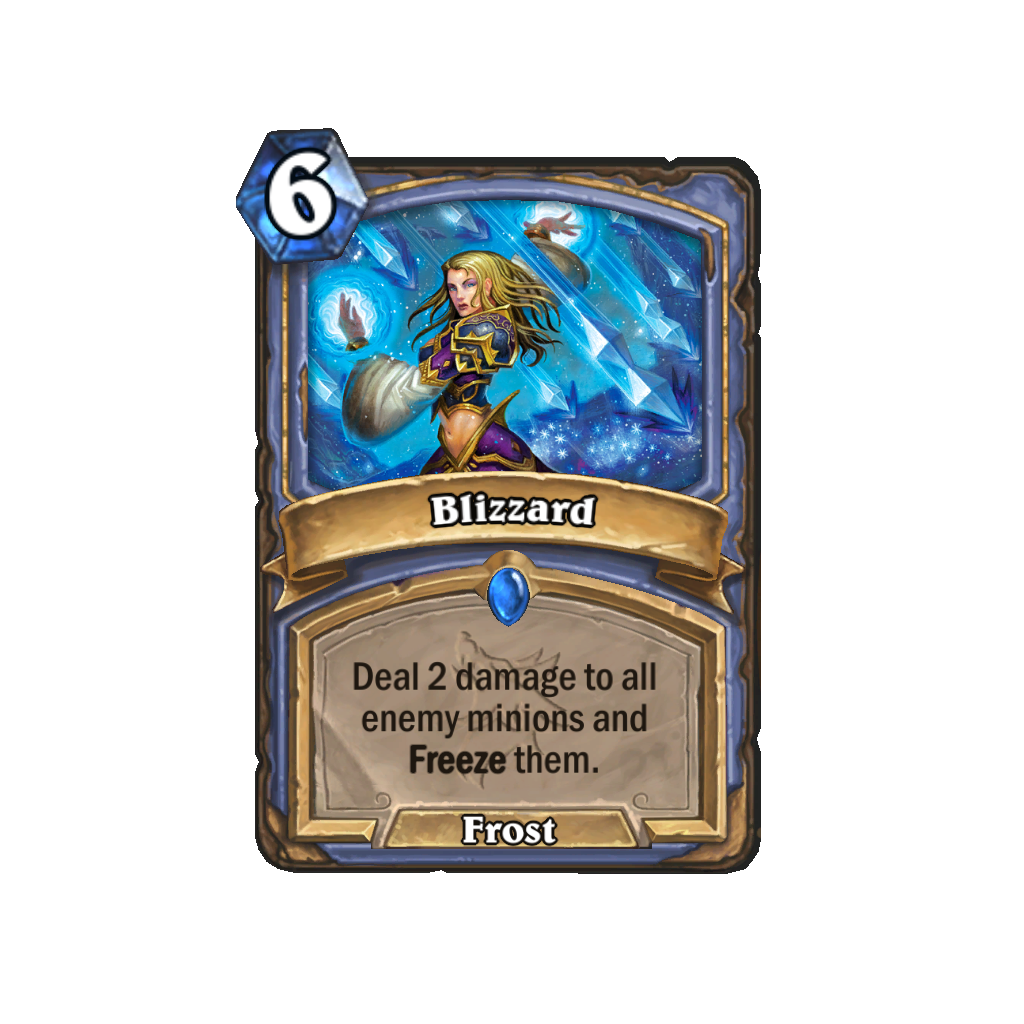 6
Blizzard
Deal 2 damage to all
enemy minions and
Freeze them.
Frost